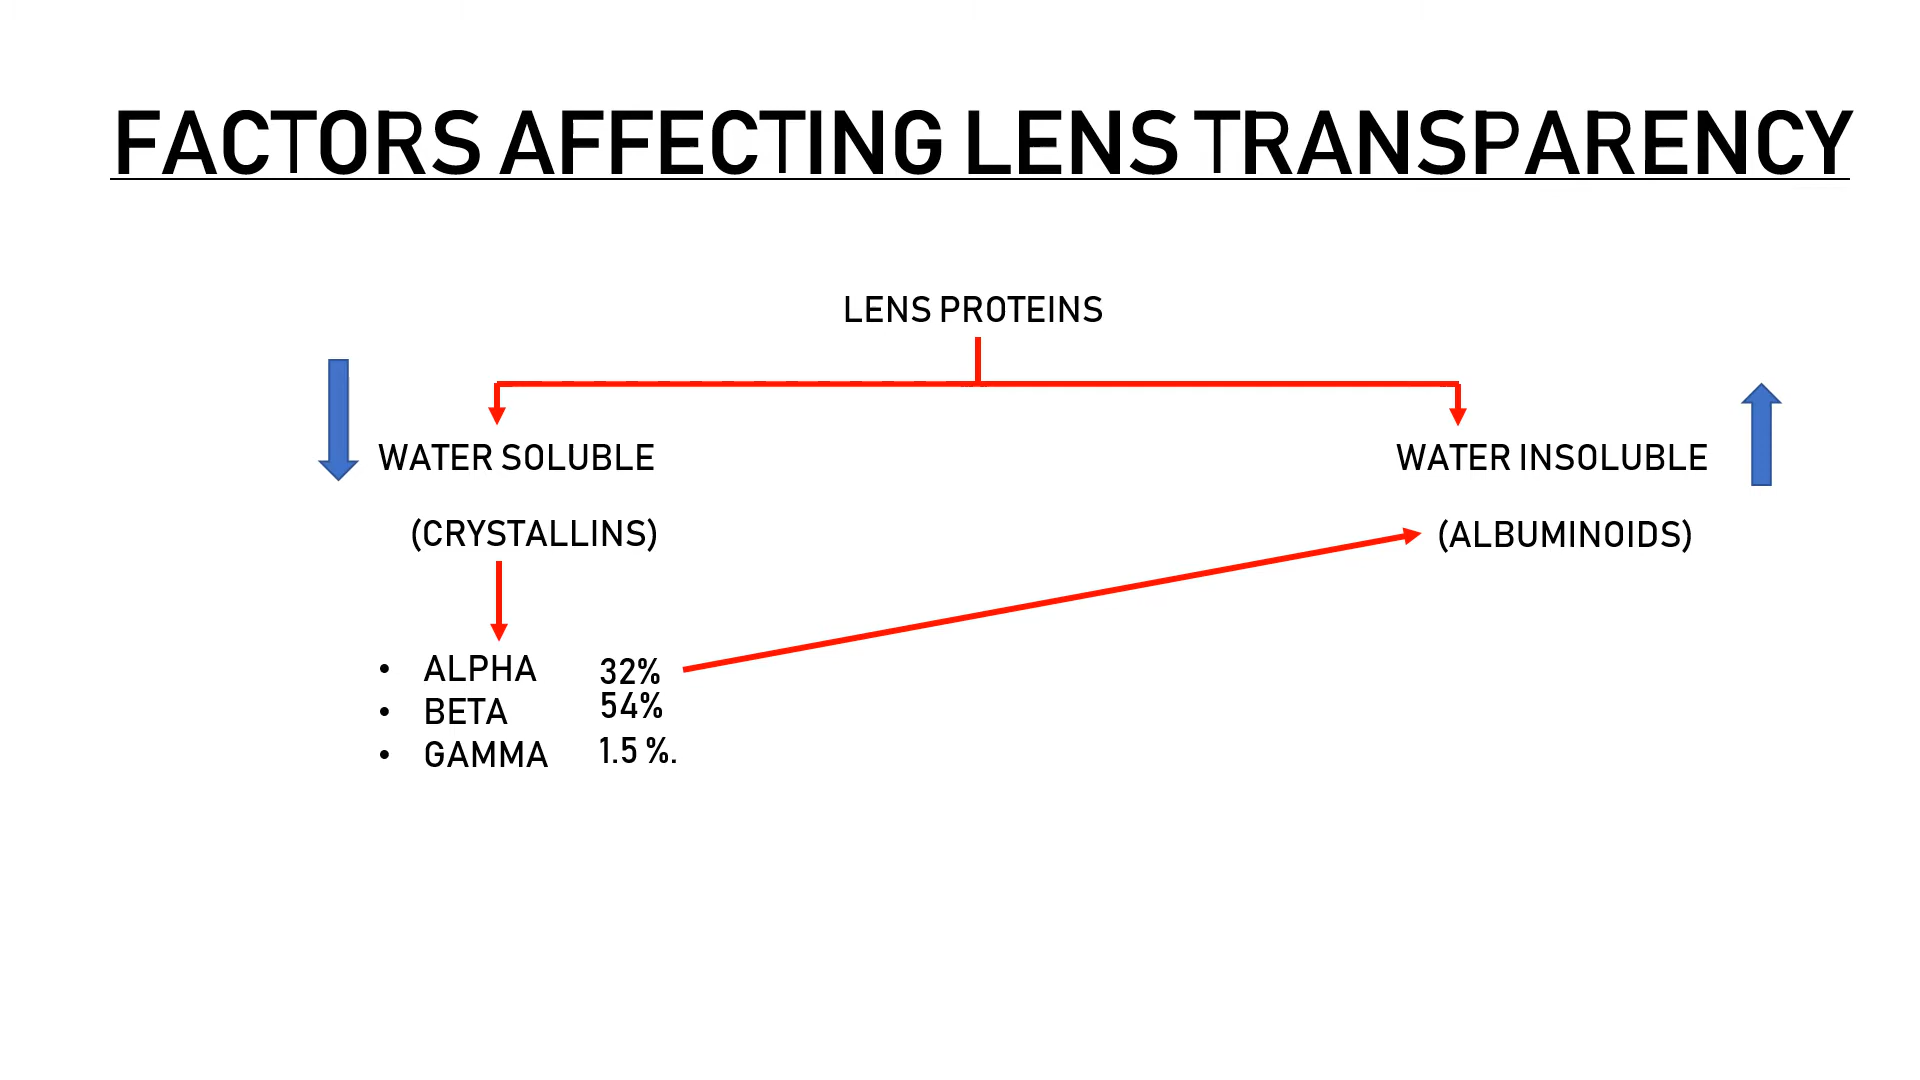 FACTORS AFFECTING LENS TRANSPARENCY
LENS PROTEINS
WATER SOLUBLE
WATER INSOLUBLE
(CRYSTALLINS)
(ALBUMINOIDS)
• ALPHA 32%
• BETA 54%
• GAMMA 1.5 %.